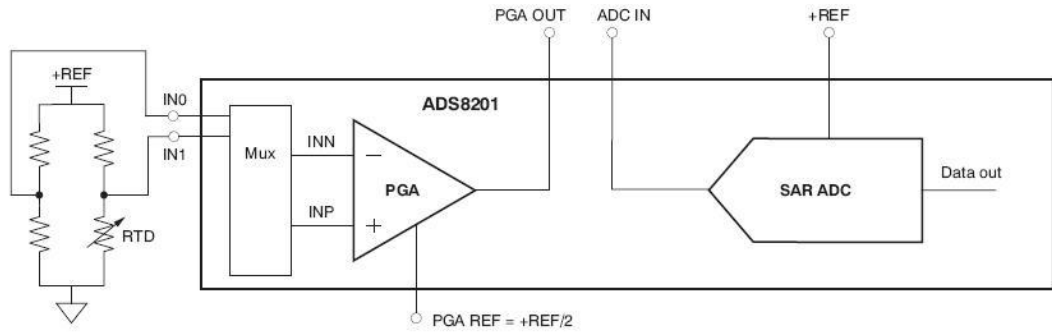 PGA OUT
ADC IN
+REF
+REF
IN0
ADS8201
IN1
Mux
INN
−
PGA
SAR ADC
Data out
INP
+
RTD
PGA REF = +REF/2